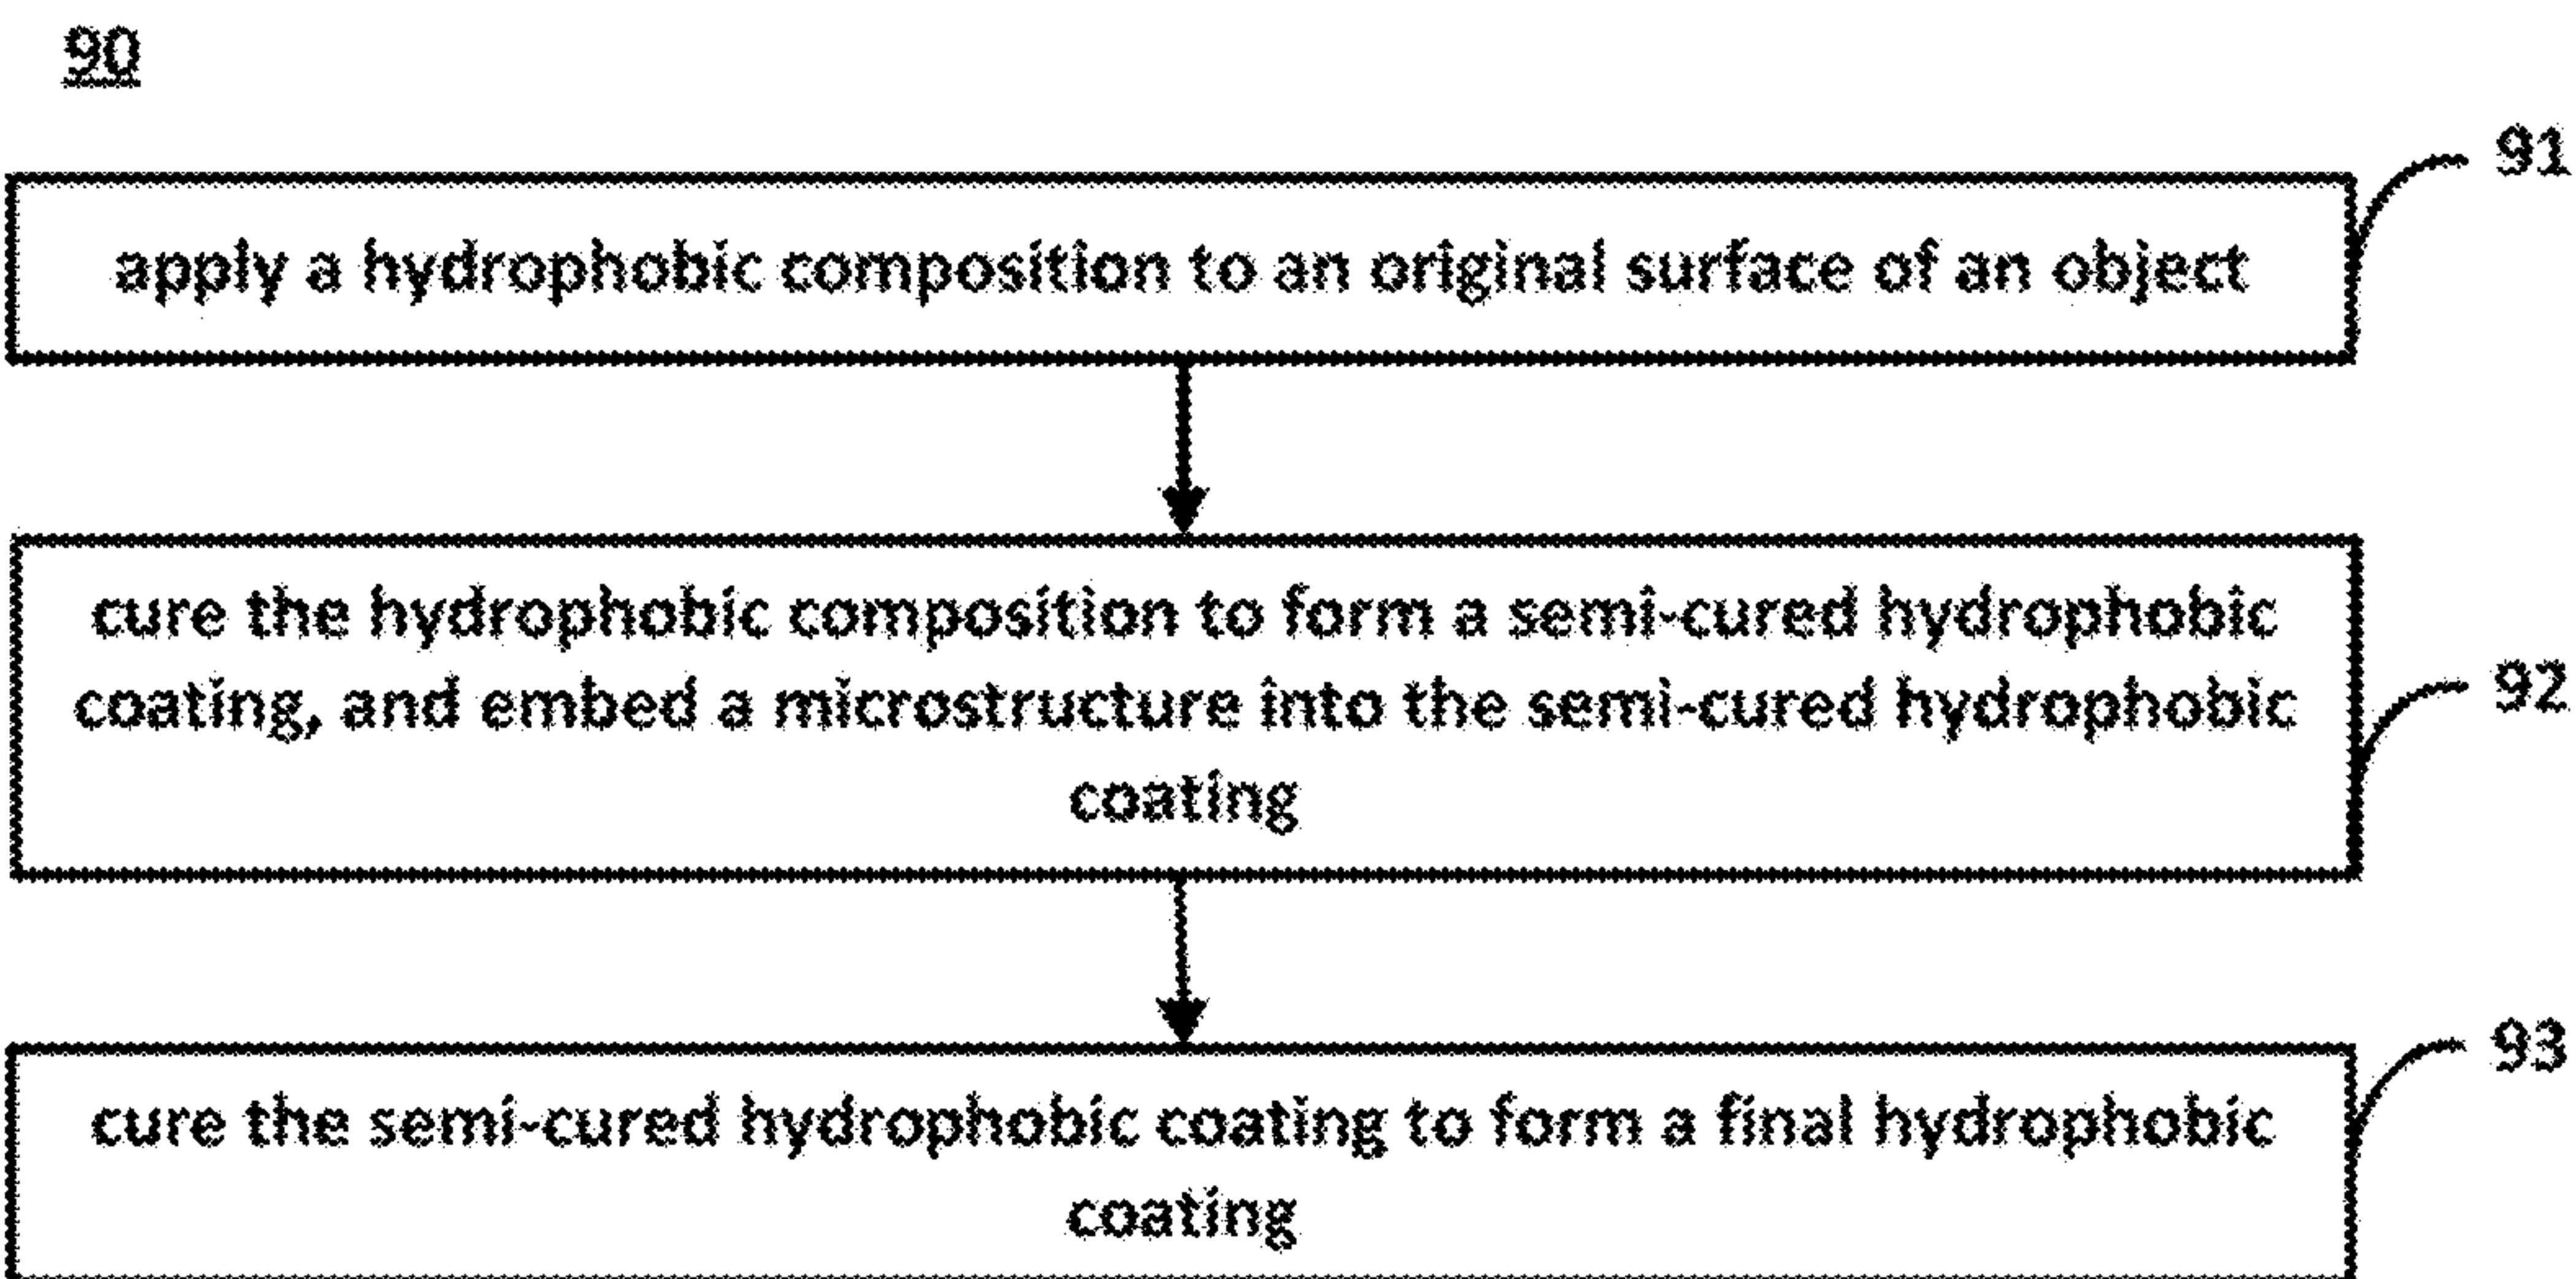 90
91
apply a hydrophobic composition to an original surface of an object
cure the hydrophobic composition to form a semi-cured hydrophobic
coating, and embed a microstructure into the semi-cured hydrophobic
92
coating
93
cure the semi-cured hydrophobic coating to form a final hydrophobic
coating